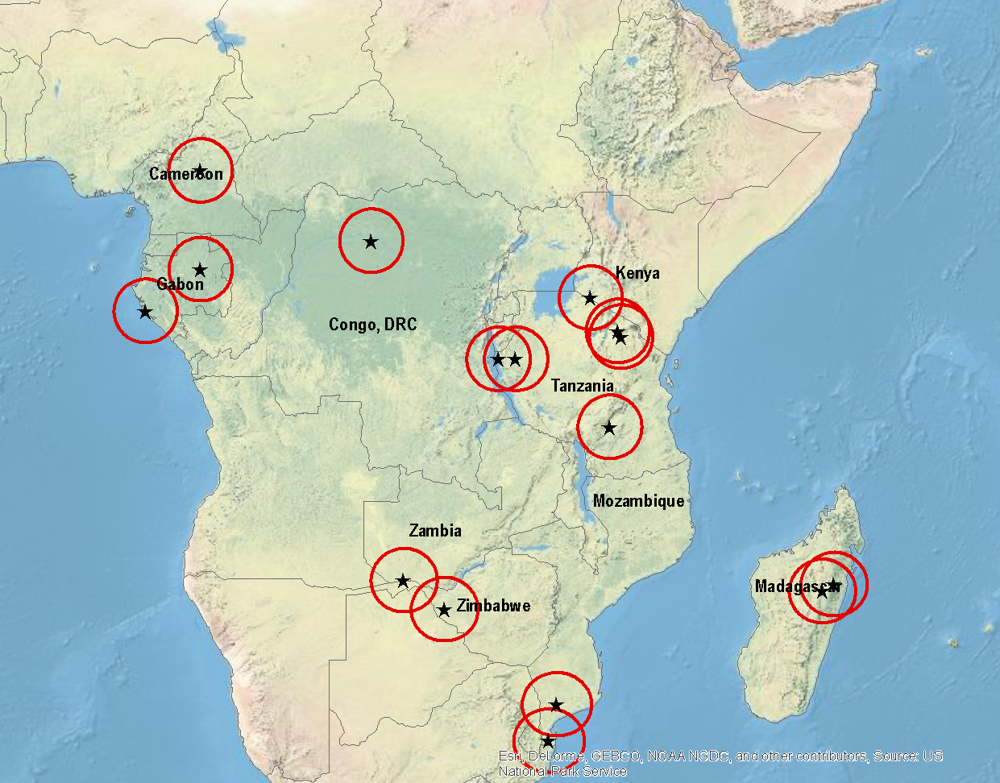 Cameroon
Kenya
Gabon
Congo, DRC
Tanzania
Mozambique
Zambia
Madagascar
Zimbabwe
Esri, DeLorme, GEBCO, NOAA NGDC, and other contributors, Source: US
National Park Service